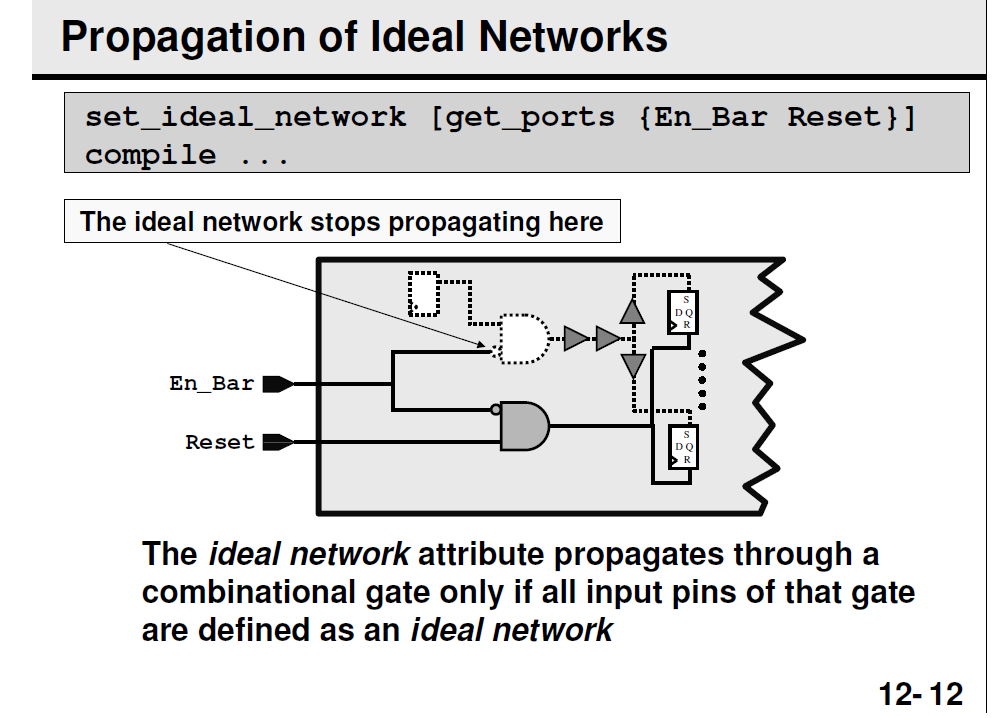 Propagation of Ideal Networks
set_ideal_network [get_ports {En_Bar Reset}]
compile ...
The ideal network stops propagating here
S
D Q
R
En_Bar
Reset
S
D Q
R
The ideal network attribute propagates through a
combinational gate only if all input pins of that gate
are defined as an ideal network
12- 12